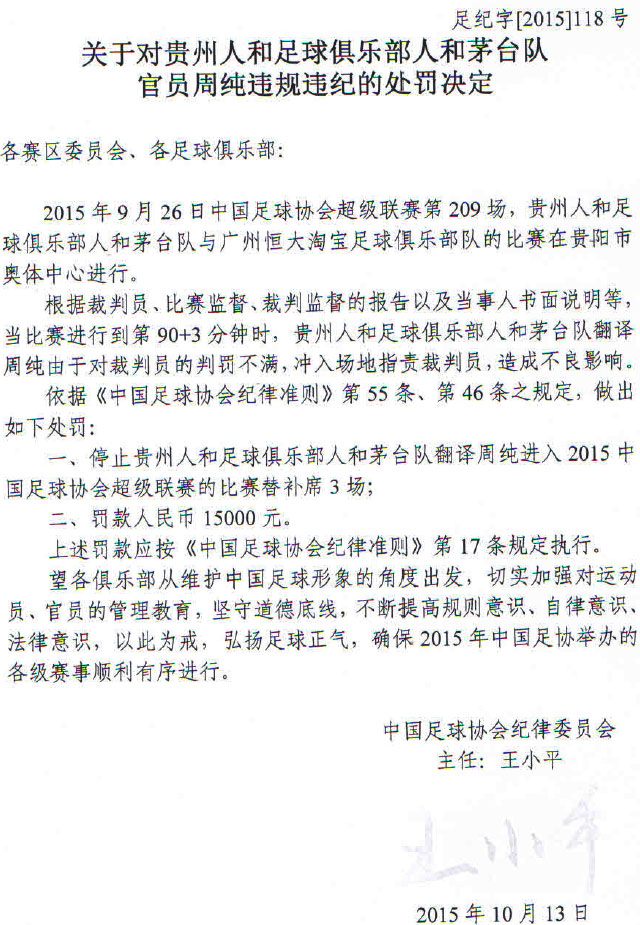 足纪字[2015]118 号
关于对贵州人和足球俱乐部人和茅台队
官员周纯违规违纪的处罚决定
各赛区委员会、各足球俱乐部：
2015 年 9 月 26 日中国足球协会超级联赛第 209 场，贵州人和足
球俱乐部人和茅台队与广州恒大淘宝足球俱乐部队的比赛在贵阳市
奥体中心进行。
根据裁判员、比赛监督、裁判监督的报告以及当事人书面说明等，
当比赛进行到第 90+3 分钟时，贵州人和足球俱乐部人和茅台队翻译
周纯由于对裁判员的判罚不满，冲入场地指责裁判员，造成不良影响。
依据《中国足球协会纪律准则》第 55 条、第 46 条之规定，做出
如下处罚：
一、停止贵州人和足球俱乐部人和茅台队翻译周纯进入 2015 中
国足球协会超级联赛的比赛替补席 3 场；
二、罚款人民币 15000 元。
上述罚款应按《中国足球协会纪律准则》第 17 条规定执行。
望各俱乐部从维护中国足球形象的角度出发，切实加强对运动
员、官员的管理教育，坚守道德底线，不断提高规则意识、自律意识、
法律意识，以此为戒，弘扬足球正气，确保 2015 年中国足协举办的
各级赛事顺利有序进行。
中国足球协会纪律委员会
主任：王小平
王小平
2015 年 10 月 13 日